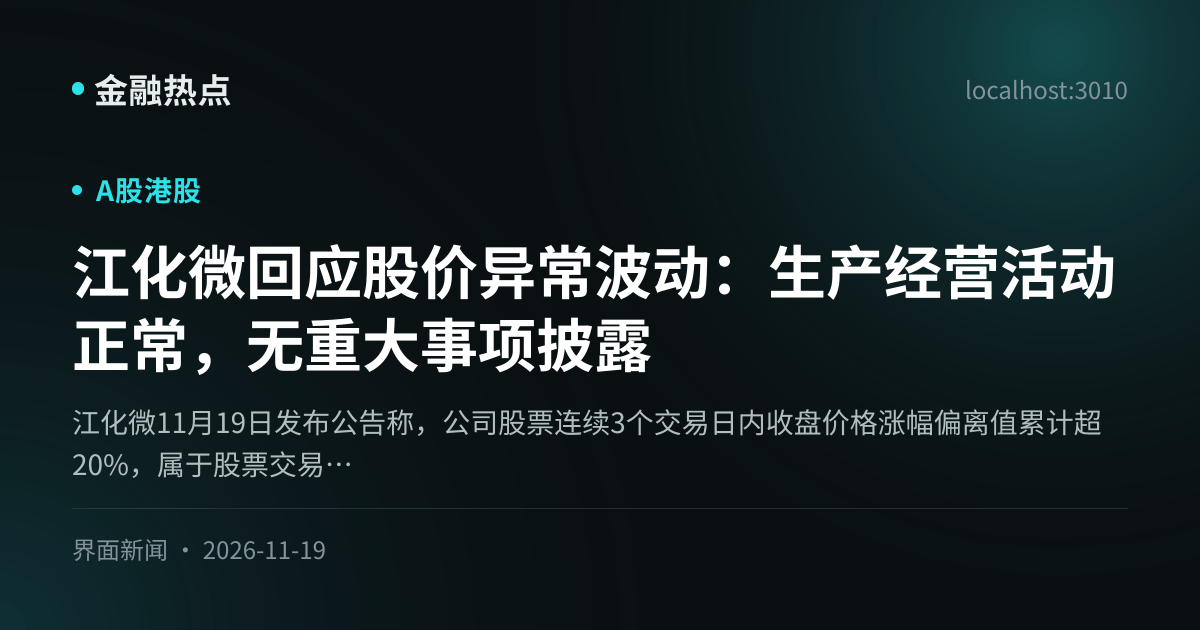 金融热点
localhost:3010
A股港股
江化微回应股价异常波动：生产经营活动
正常，无重大事项披露
江化微11月19日发布公告称，公司股票连续3个交易日内收盘价格涨幅偏离值累计超
20%，属于股票交易…
界面新闻 • 2026-11-19